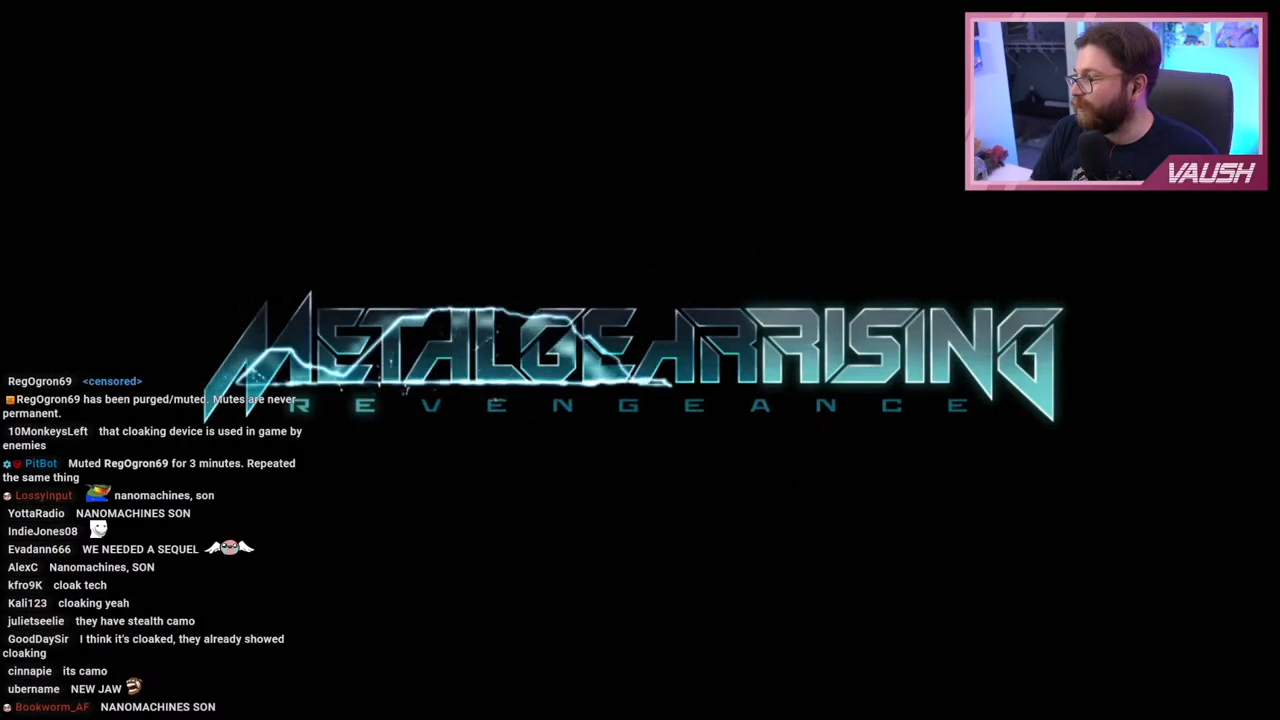 VAUSH
METAL GEAR RISING
REVENGEANCE
RegOgron69 <censored>
RegOgron69 has been purged/muted. Mutes are never
permanent.
10MonkeysLeft that cloaking device is used in game by
enemies
PitBot Muted RegOgron69 for 3 minutes. Repeated
the same thing
LossyInput nanomachines, son
YottaRadio NANOMACHINES SON
IndieJones08
Evadann666 WE NEEDED A SEQUEL
AlexC Nanomachines, SON
kfro9K cloak tech
Kali123 cloaking yeah
julietseelie they have stealth camo
GoodDaySir I think it's cloaked, they already showed
cloaking
cinnapie its camo
ubername NEW JAW
Bookworm_AF NANOMACHINES SON